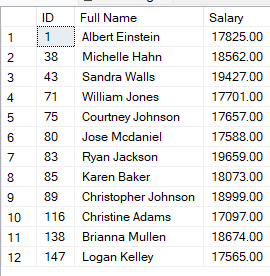 ID Full Name Salary
1 1 Albert Einstein 17825.00
2 38 Michelle Hahn 18562.00
3 43 Sandra Walls 19427.00
4 71 William Jones 17701.00
5 75 Courtney Johnson 17657.00
6 80 Jose Mcdaniel 17588.00
7 83 Ryan Jackson 19659.00
8 85 Karen Baker 18073.00
9 89 Christopher Johnson 18999.00
10 116 Christine Adams 17097.00
11 138 Brianna Mullen 18674.00
12 147 Logan Kelley 17565.00